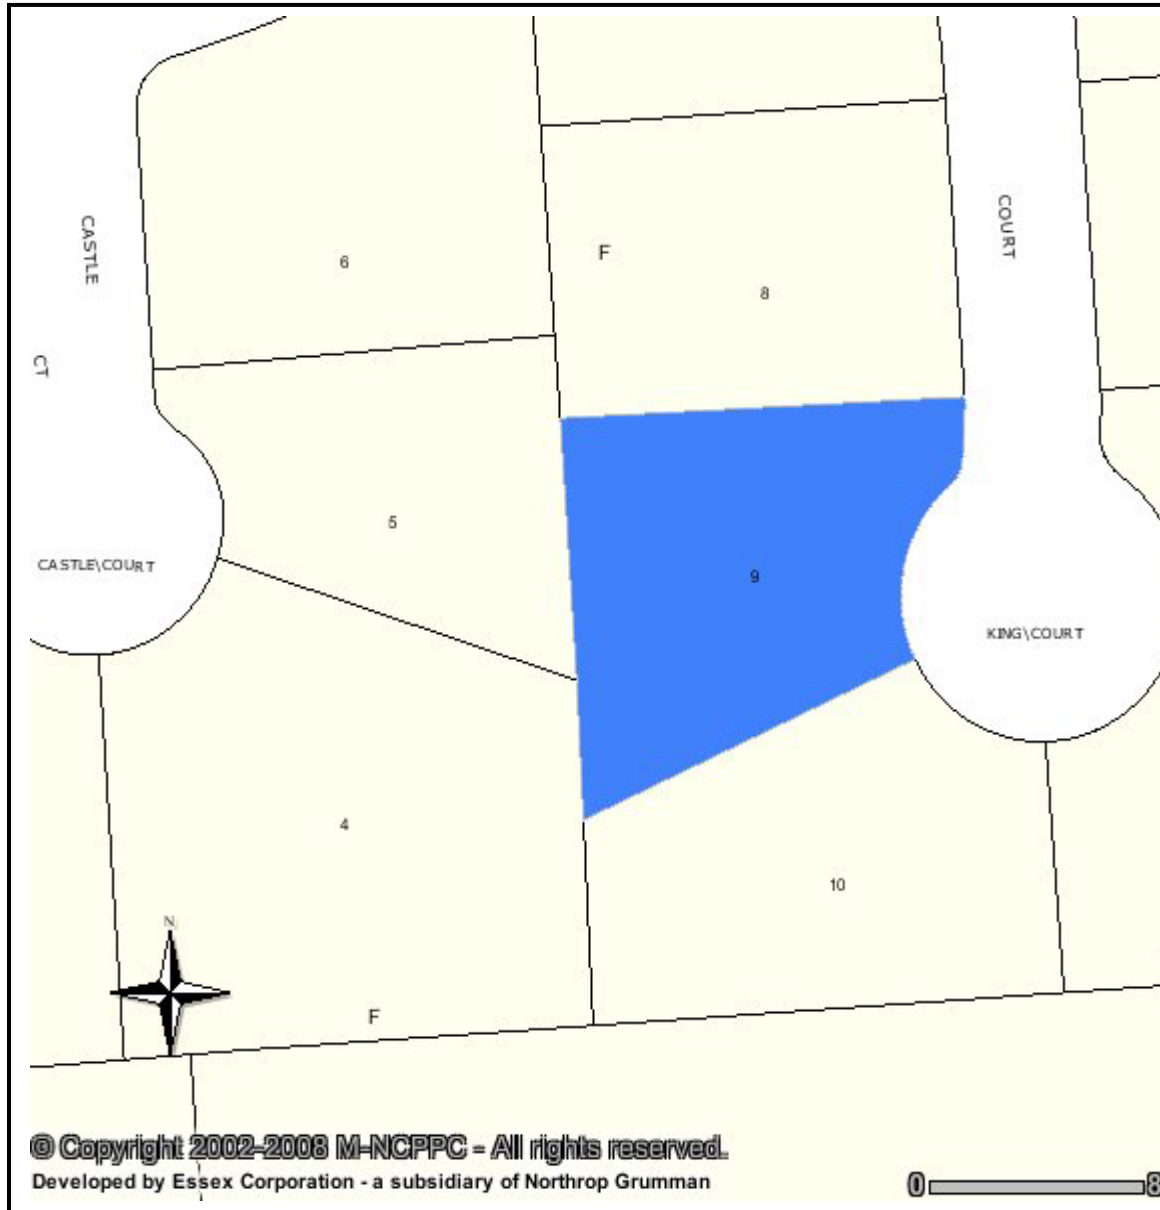 CASTLE
COURT
F
6
8
CT
5
CASTLE\COURT
9
KING\COURT
4
10
N
F
© Copyright 2002-2008 M-NCPPC - All rights reserved.
Developed by Essex Corporation - a subsidiary of Northrop Grumman
0